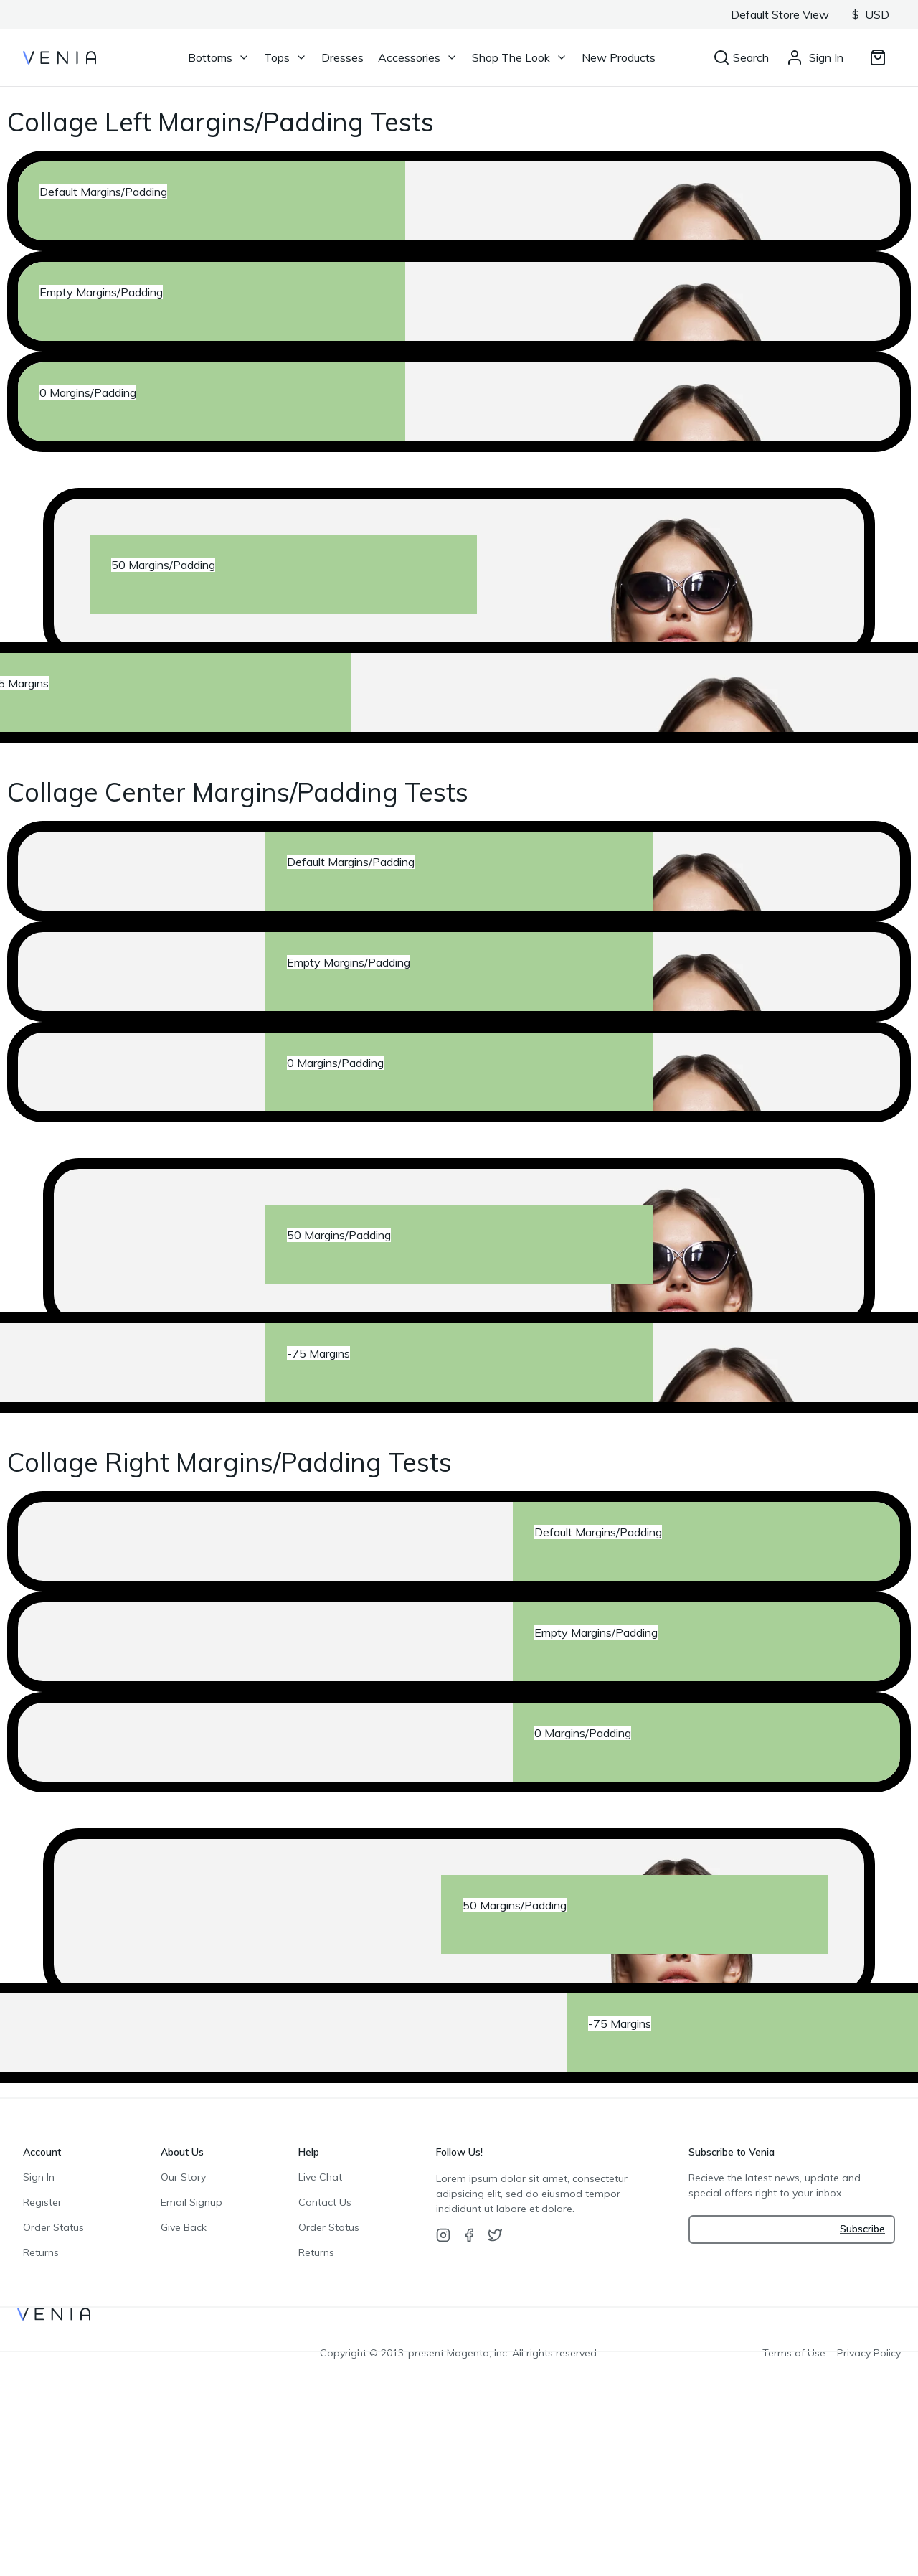 Default Store View
$ USD
VENIA
Bottoms
Tops
Dresses
Accessories
Shop The Look
New Products
Search
Sign In
Collage Left Margins/Padding Tests
Default Margins/Padding
Empty Margins/Padding
0 Margins/Padding
50 Margins/Padding
5 Margins
Collage Center Margins/Padding Tests
Default Margins/Padding
Empty Margins/Padding
0 Margins/Padding
50 Margins/Padding
-75 Margins
Collage Right Margins/Padding Tests
Default Margins/Padding
Empty Margins/Padding
0 Margins/Padding
50 Margins/Padding
-75 Margins
Account
Sign In
Register
Order Status
Returns
About Us
Our Story
Email Signup
Give Back
Help
Live Chat
Contact Us
Order Status
Returns
Follow Us!
Lorem ipsum dolor sit amet, consectetur
adipsicing elit, sed do eiusmod tempor
incididunt ut labore et dolore.
Subscribe to Venia
Recieve the latest news, update and
special offers right to your inbox.
Subscribe
VENIA
Copyright © 2013-present Magento, Inc. All rights reserved.
Terms of Use
Privacy Policy